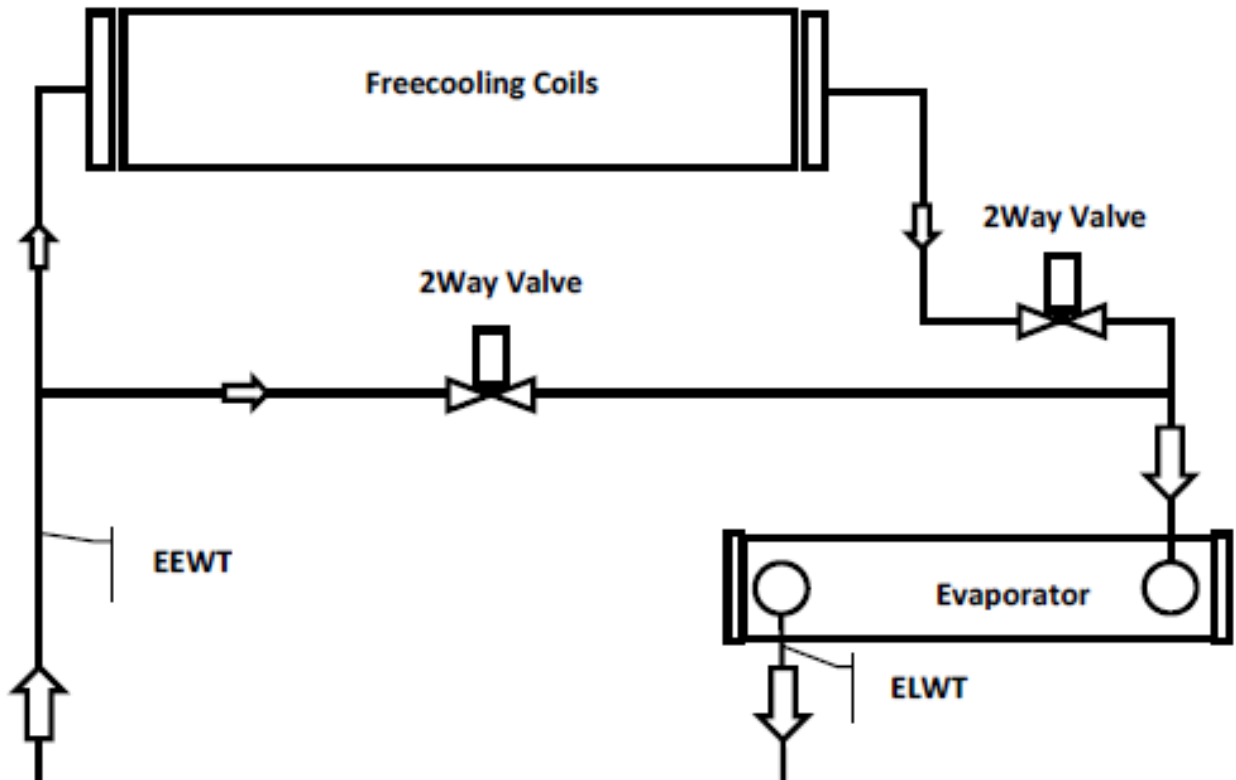 Freecooling Coils
2Way Valve
2Way Valve
EEWT
Evaporator
ELWT